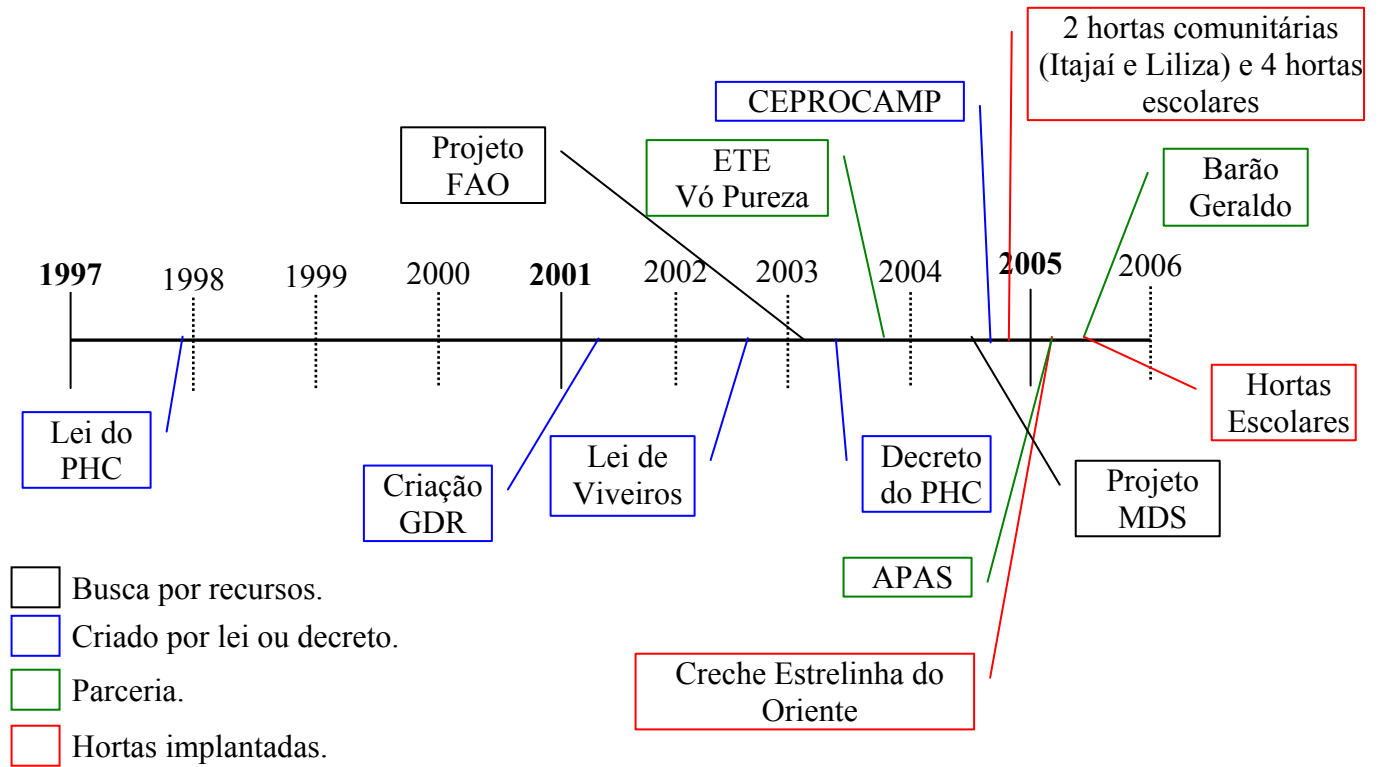 2 hortas comunitárias
(Itajaí e Liliza) e 4 hortas
escolares
CEPROCAMP
Projeto
FAO
ETE
Vó Pureza
Barão
Geraldo
1997
1998
1999
2000
2001
2002
2003
2004
2005
2006
Lei do
PHC
Criação
GDR
Lei de
Viveiros
Decreto
do PHC
Projeto
MDS
Hortas
Escolares
APAS
Creche Estrelinha do
Oriente
Busca por recursos.
Criado por lei ou decreto.
Parceria.
Hortas implantadas.